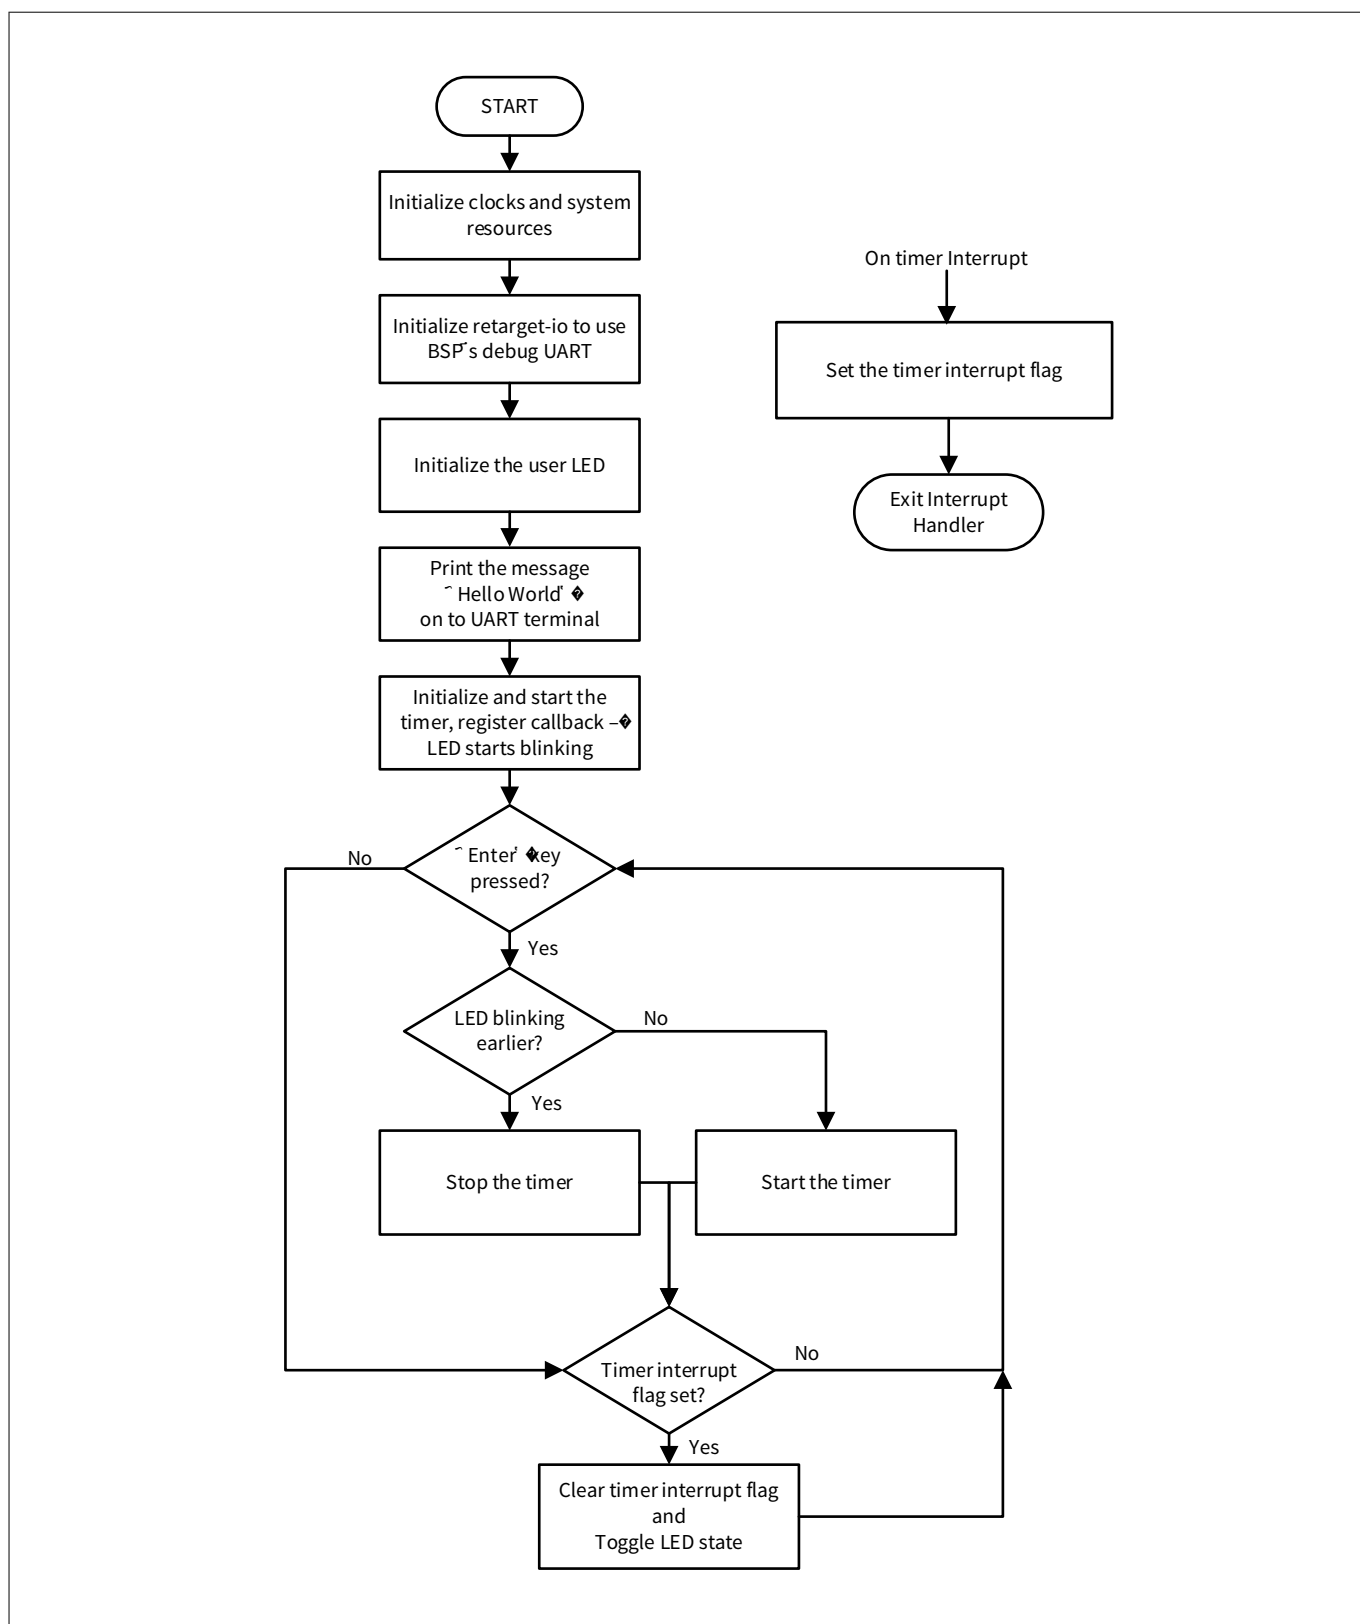 START
Initialize clocks and system
resources
Initialize retarget-io to use
BSP's debug UART
Initialize the user LED
Print the message
Hello World �
on to UART terminal
Initialize and start the
timer, register callback –�
LED starts blinking
Enter �key
pressed?
No
Yes
LED blinking
earlier?
No
Yes
Stop the timer
Start the timer
Timer interrupt
flag set?
No
Yes
Clear timer interrupt flag
and
Toggle LED state
On timer Interrupt
Set the timer interrupt flag
Exit Interrupt
Handler